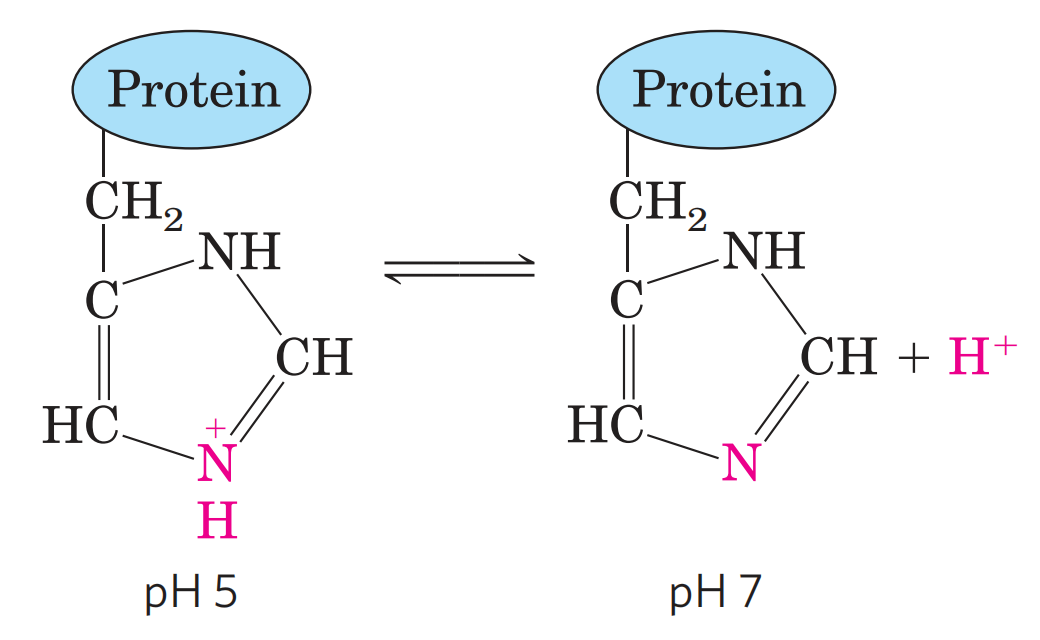 Protein
CH₂
NH
C
CH
HC
+
N
H
pH 5
Protein
CH₂
NH
C
CH + H⁺
HC
N
pH 7